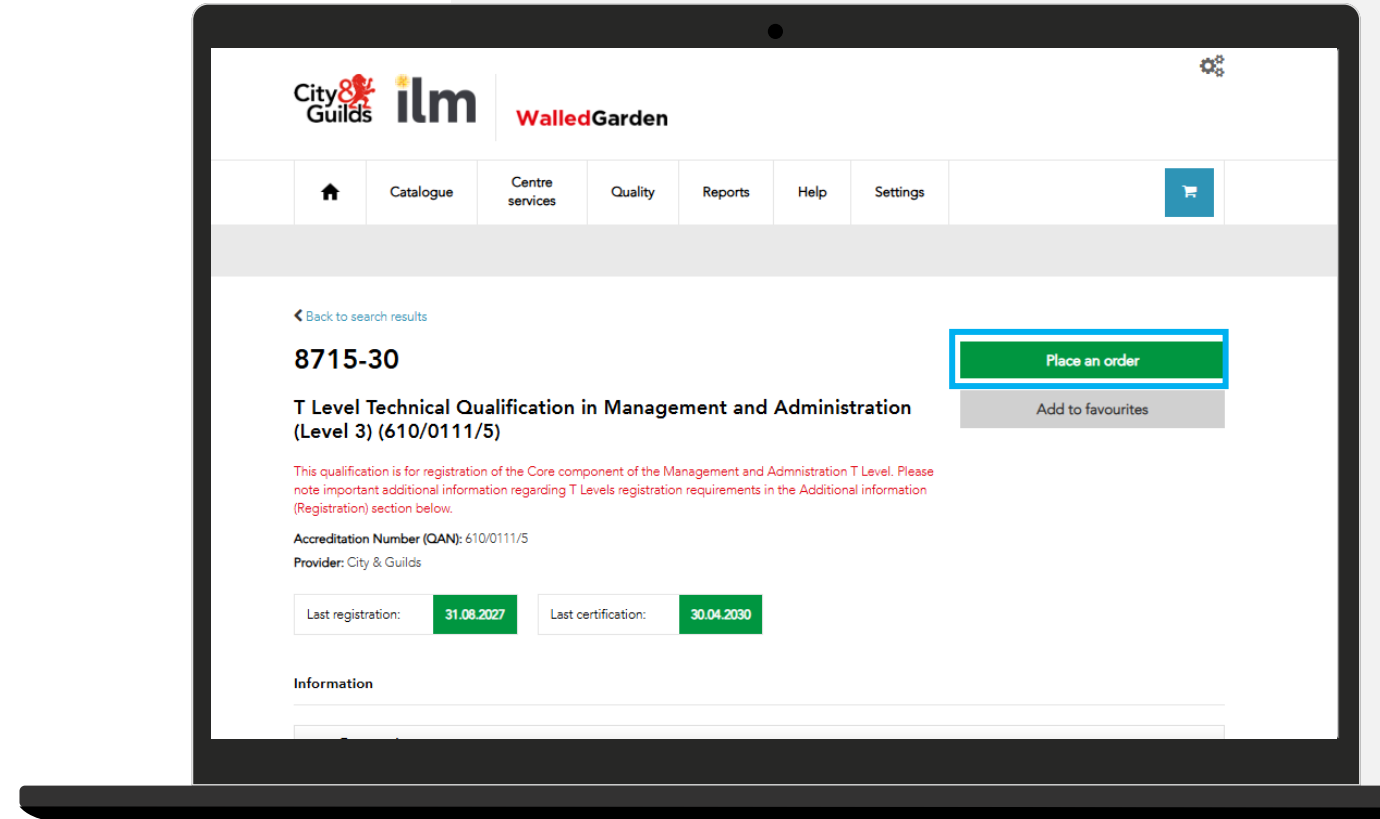 City & Guilds
ilm
WalledGarden
Catalogue
Centre
services
Quality
Reports
Help
Settings
Back to search results
8715-30
Place an order
T Level Technical Qualification in Management and Administration
(Level 3) (610/0111/5)
Add to favourites
This qualification is for registration of the Core component of the Management and Admnistration T Level. Please
note important additional information regarding T Levels registration requirements in the Additional information
(Registration) section below.
Accreditation Number (QAN): 610/0111/5
Provider: City & Guilds
Last registration: 31.08.2027 Last certification: 30.04.2030
Information